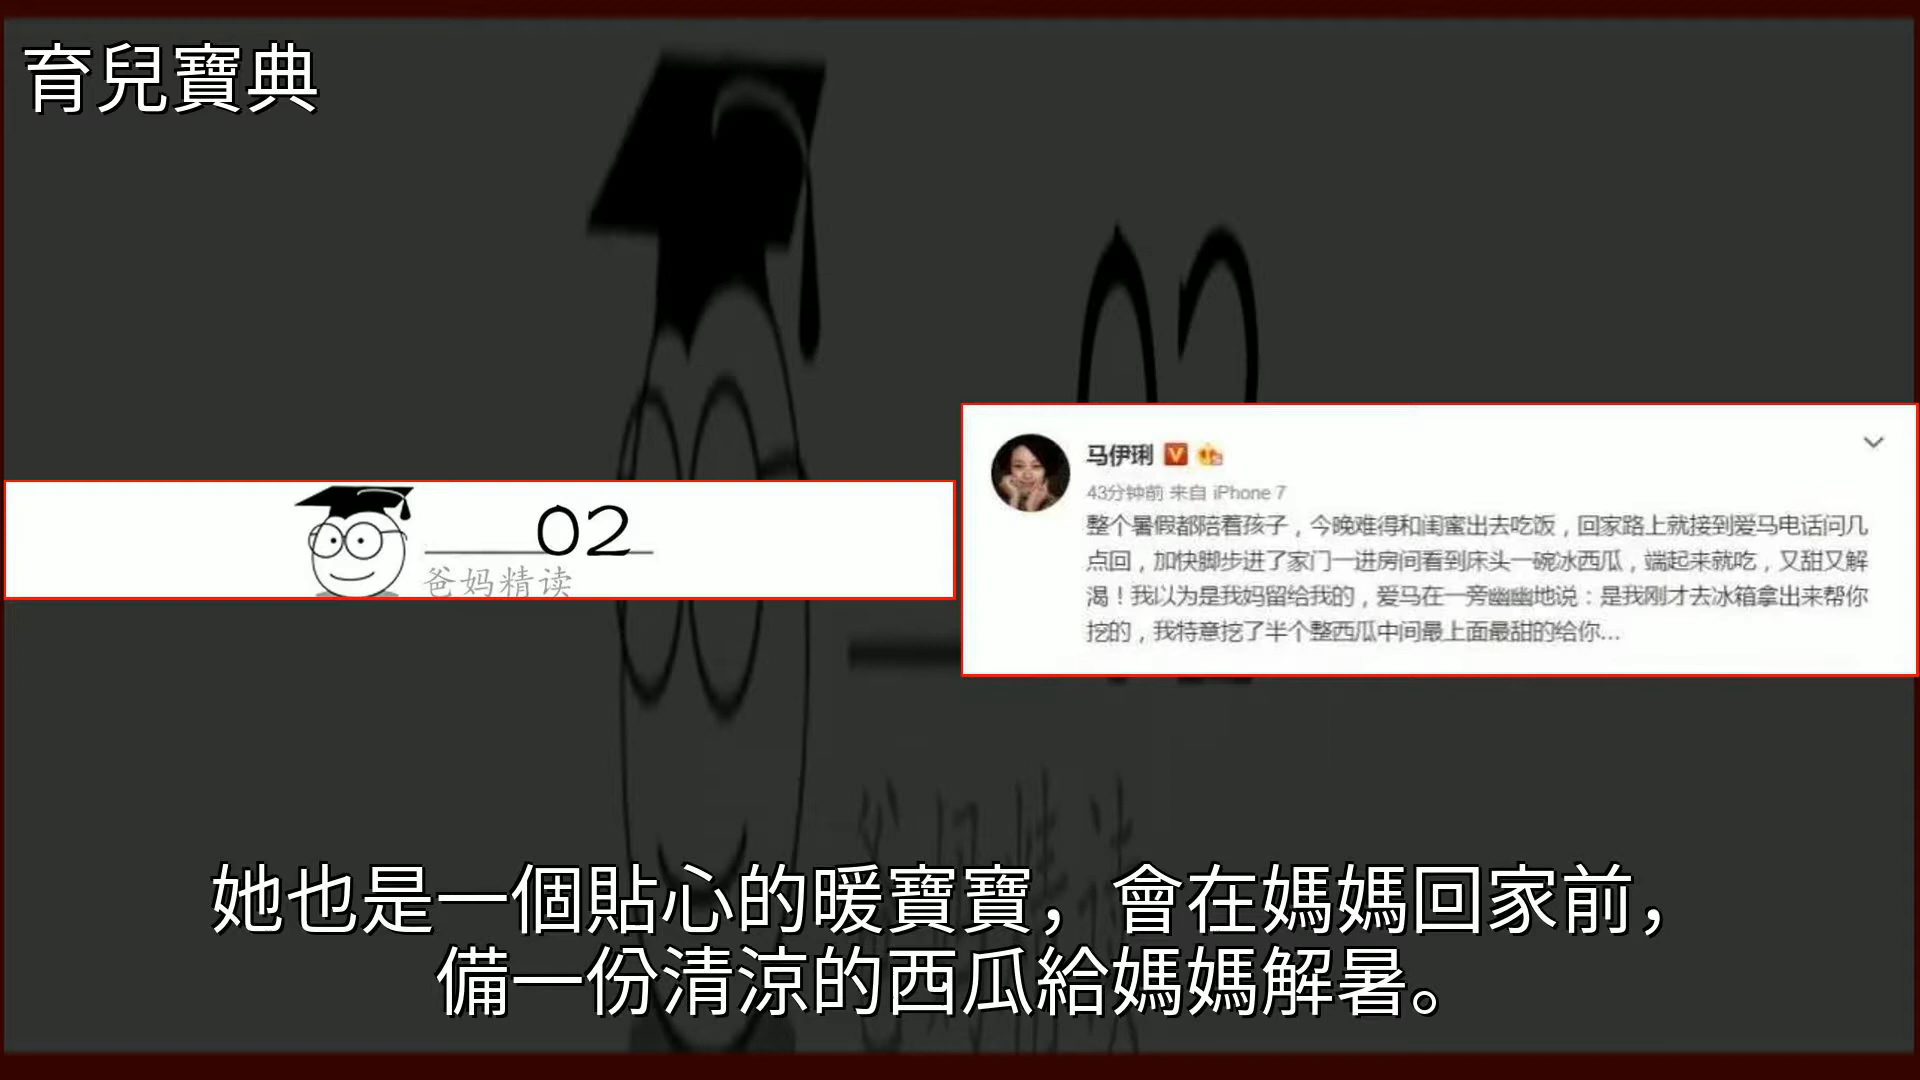 育兒寶典
02
爸妈精读
马伊琍
43分钟前 来自 iPhone 7
整个暑假都陪着孩子，今晚难得和闺蜜出去吃饭，回家路上就接到爱马电话问几
点回，加快脚步进了家门一进房间看到床头一碗冰西瓜，端起来就吃，又甜又解
渴！我以为是我妈留给我的，爱马在一旁幽幽地说：是我刚才去冰箱拿出来帮你
挖的，我特意挖了半个整西瓜中间最上面最甜的给你...
她也是一個貼心的暖寶寶，會在媽媽回家前，
備一份清涼的西瓜給媽媽解暑。